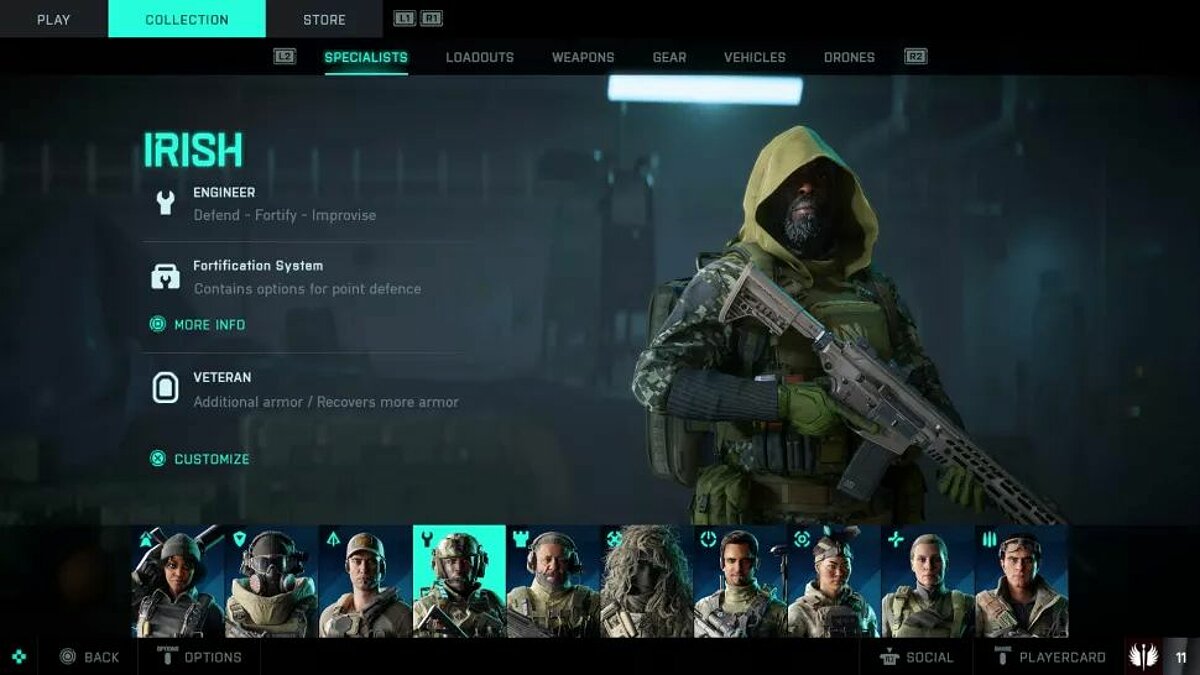 PLAY COLLECTION STORE L1 R1
L2 SPECIALISTS LOADOUTS WEAPONS GEAR VEHICLES DRONES R2
IRISH
ENGINEER
Defend - Fortify - Improvise
Fortification System
Contains options for point defence
MORE INFO
VETERAN
Additional armor / Recovers more armor
CUSTOMIZE
BACK OPTIONS OPTIONS SOCIAL PLAYERCARD 11